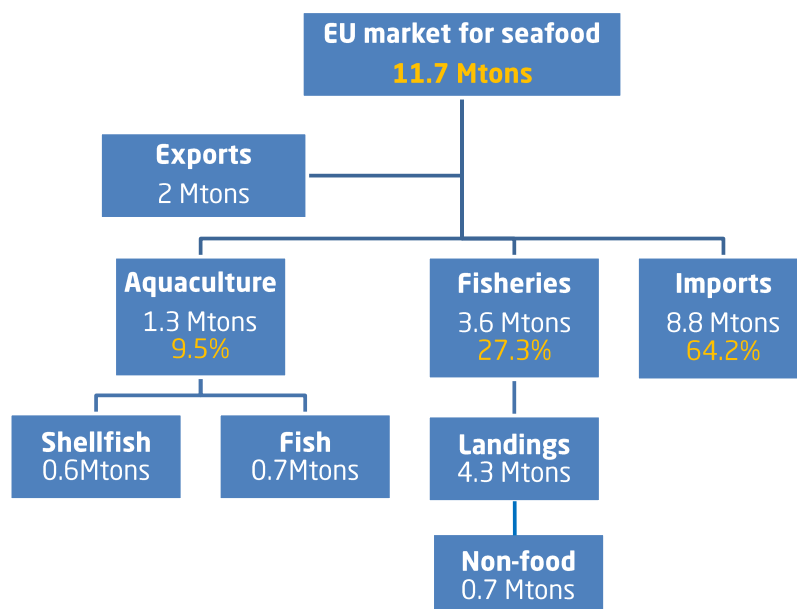 EU market for seafood
11.7 Mtons
Exports
2 Mtons
Aquaculture
1.3 Mtons
9.5%
Fisheries
3.6 Mtons
27.3%
Imports
8.8 Mtons
64.2%
Shellfish
0.6Mtons
Fish
0.7Mtons
Landings
4.3 Mtons
Non-food
0.7 Mtons